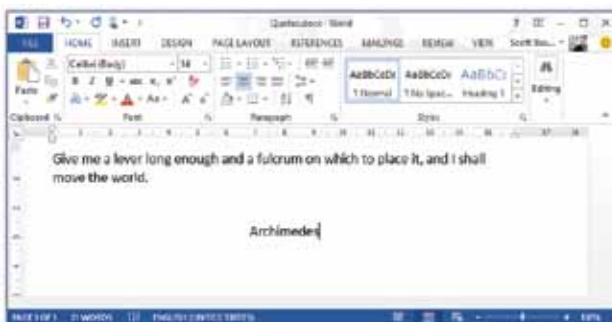 Quotes.docx - Word
FILE HOME INSERT DESIGN PAGE LAYOUT REFERENCES MAILINGS REVIEW VIEW
Calibri (Body) 14
Paste
AaBbCcDc AaBbCcDc AaBbCc
¶ Normal ¶ No Spac... Heading 1
Editing
Clipboard Font Paragraph Styles
Give me a lever long enough and a fulcrum on which to place it, and I shall
move the world.
Archimedes
PAGE 1 OF 1 21 WORDS ENGLISH (UNITED STATES)